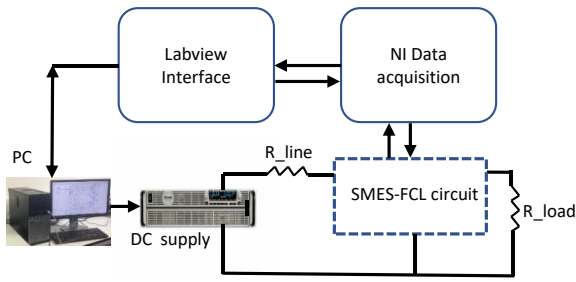 Labview
Interface
NI Data
acquisition
PC
R_line
SMES-FCL circuit
R_load
DC supply